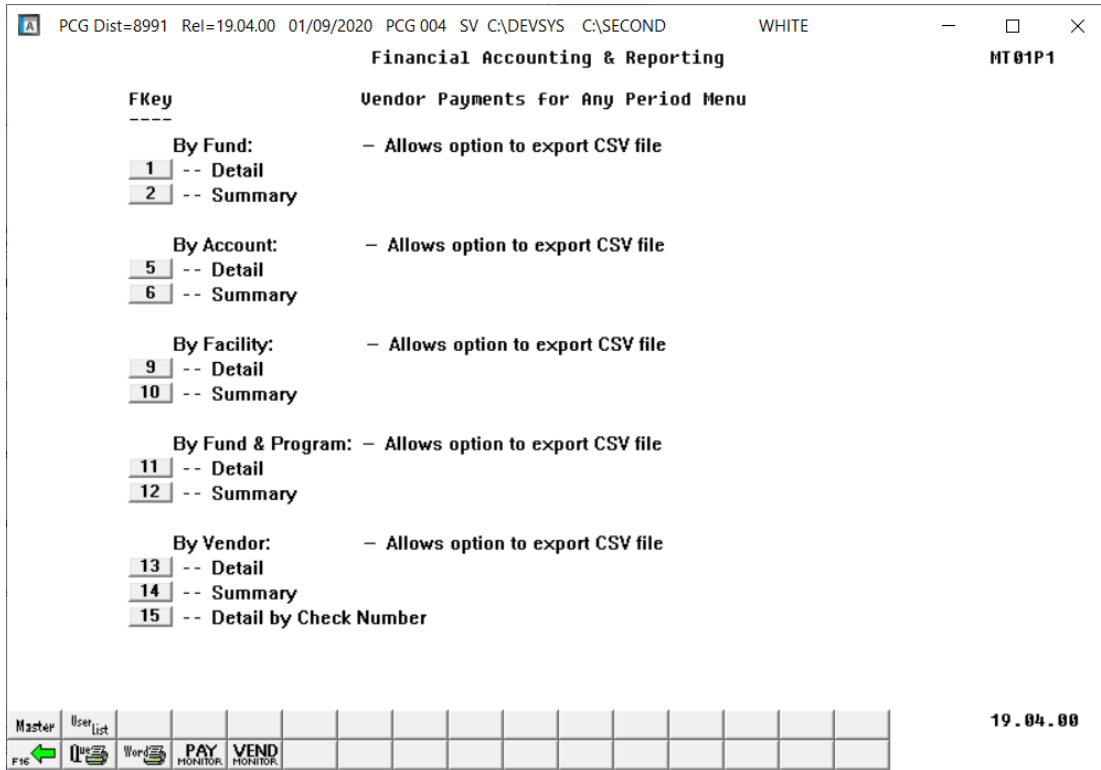 A PCG Dist=8991 Rel=19.04.00 01/09/2020 PCG 004 SV C:\DEVSYS C:\SECOND WHITE
Financial Accounting & Reporting MT01P1
FKey Vendor Payments for Any Period Menu
----
By Fund: – Allows option to export CSV file
1 -- Detail
2 -- Summary
By Account: – Allows option to export CSV file
5 -- Detail
6 -- Summary
By Facility: – Allows option to export CSV file
9 -- Detail
10 -- Summary
By Fund & Program: – Allows option to export CSV file
11 -- Detail
12 -- Summary
By Vendor: – Allows option to export CSV file
13 -- Detail
14 -- Summary
15 -- Detail by Check Number
Master User List 19.04.00
F16 Que Word PAY MONITOR VEND MONITOR